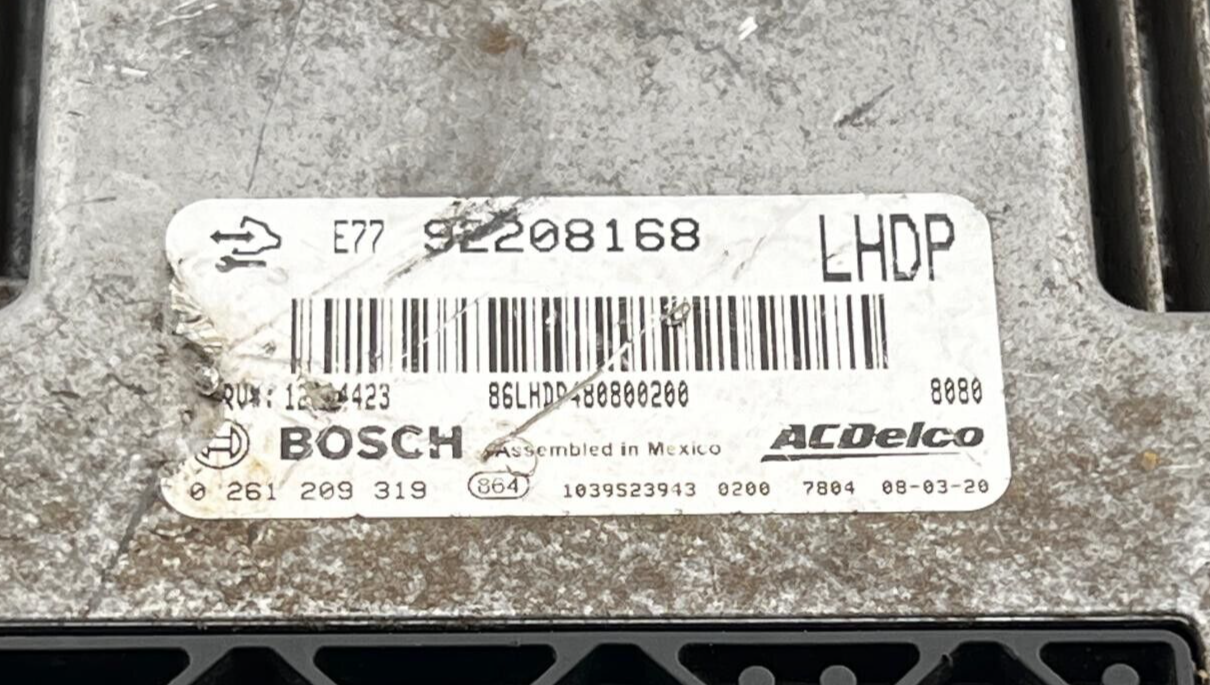 E77 92208168 LHDP
4423 86LHDP480800200 8080
BOSCH Assembled in Mexico ACDelco
0 261 209 319 864 1039S23943 0200 7804 08-03-20